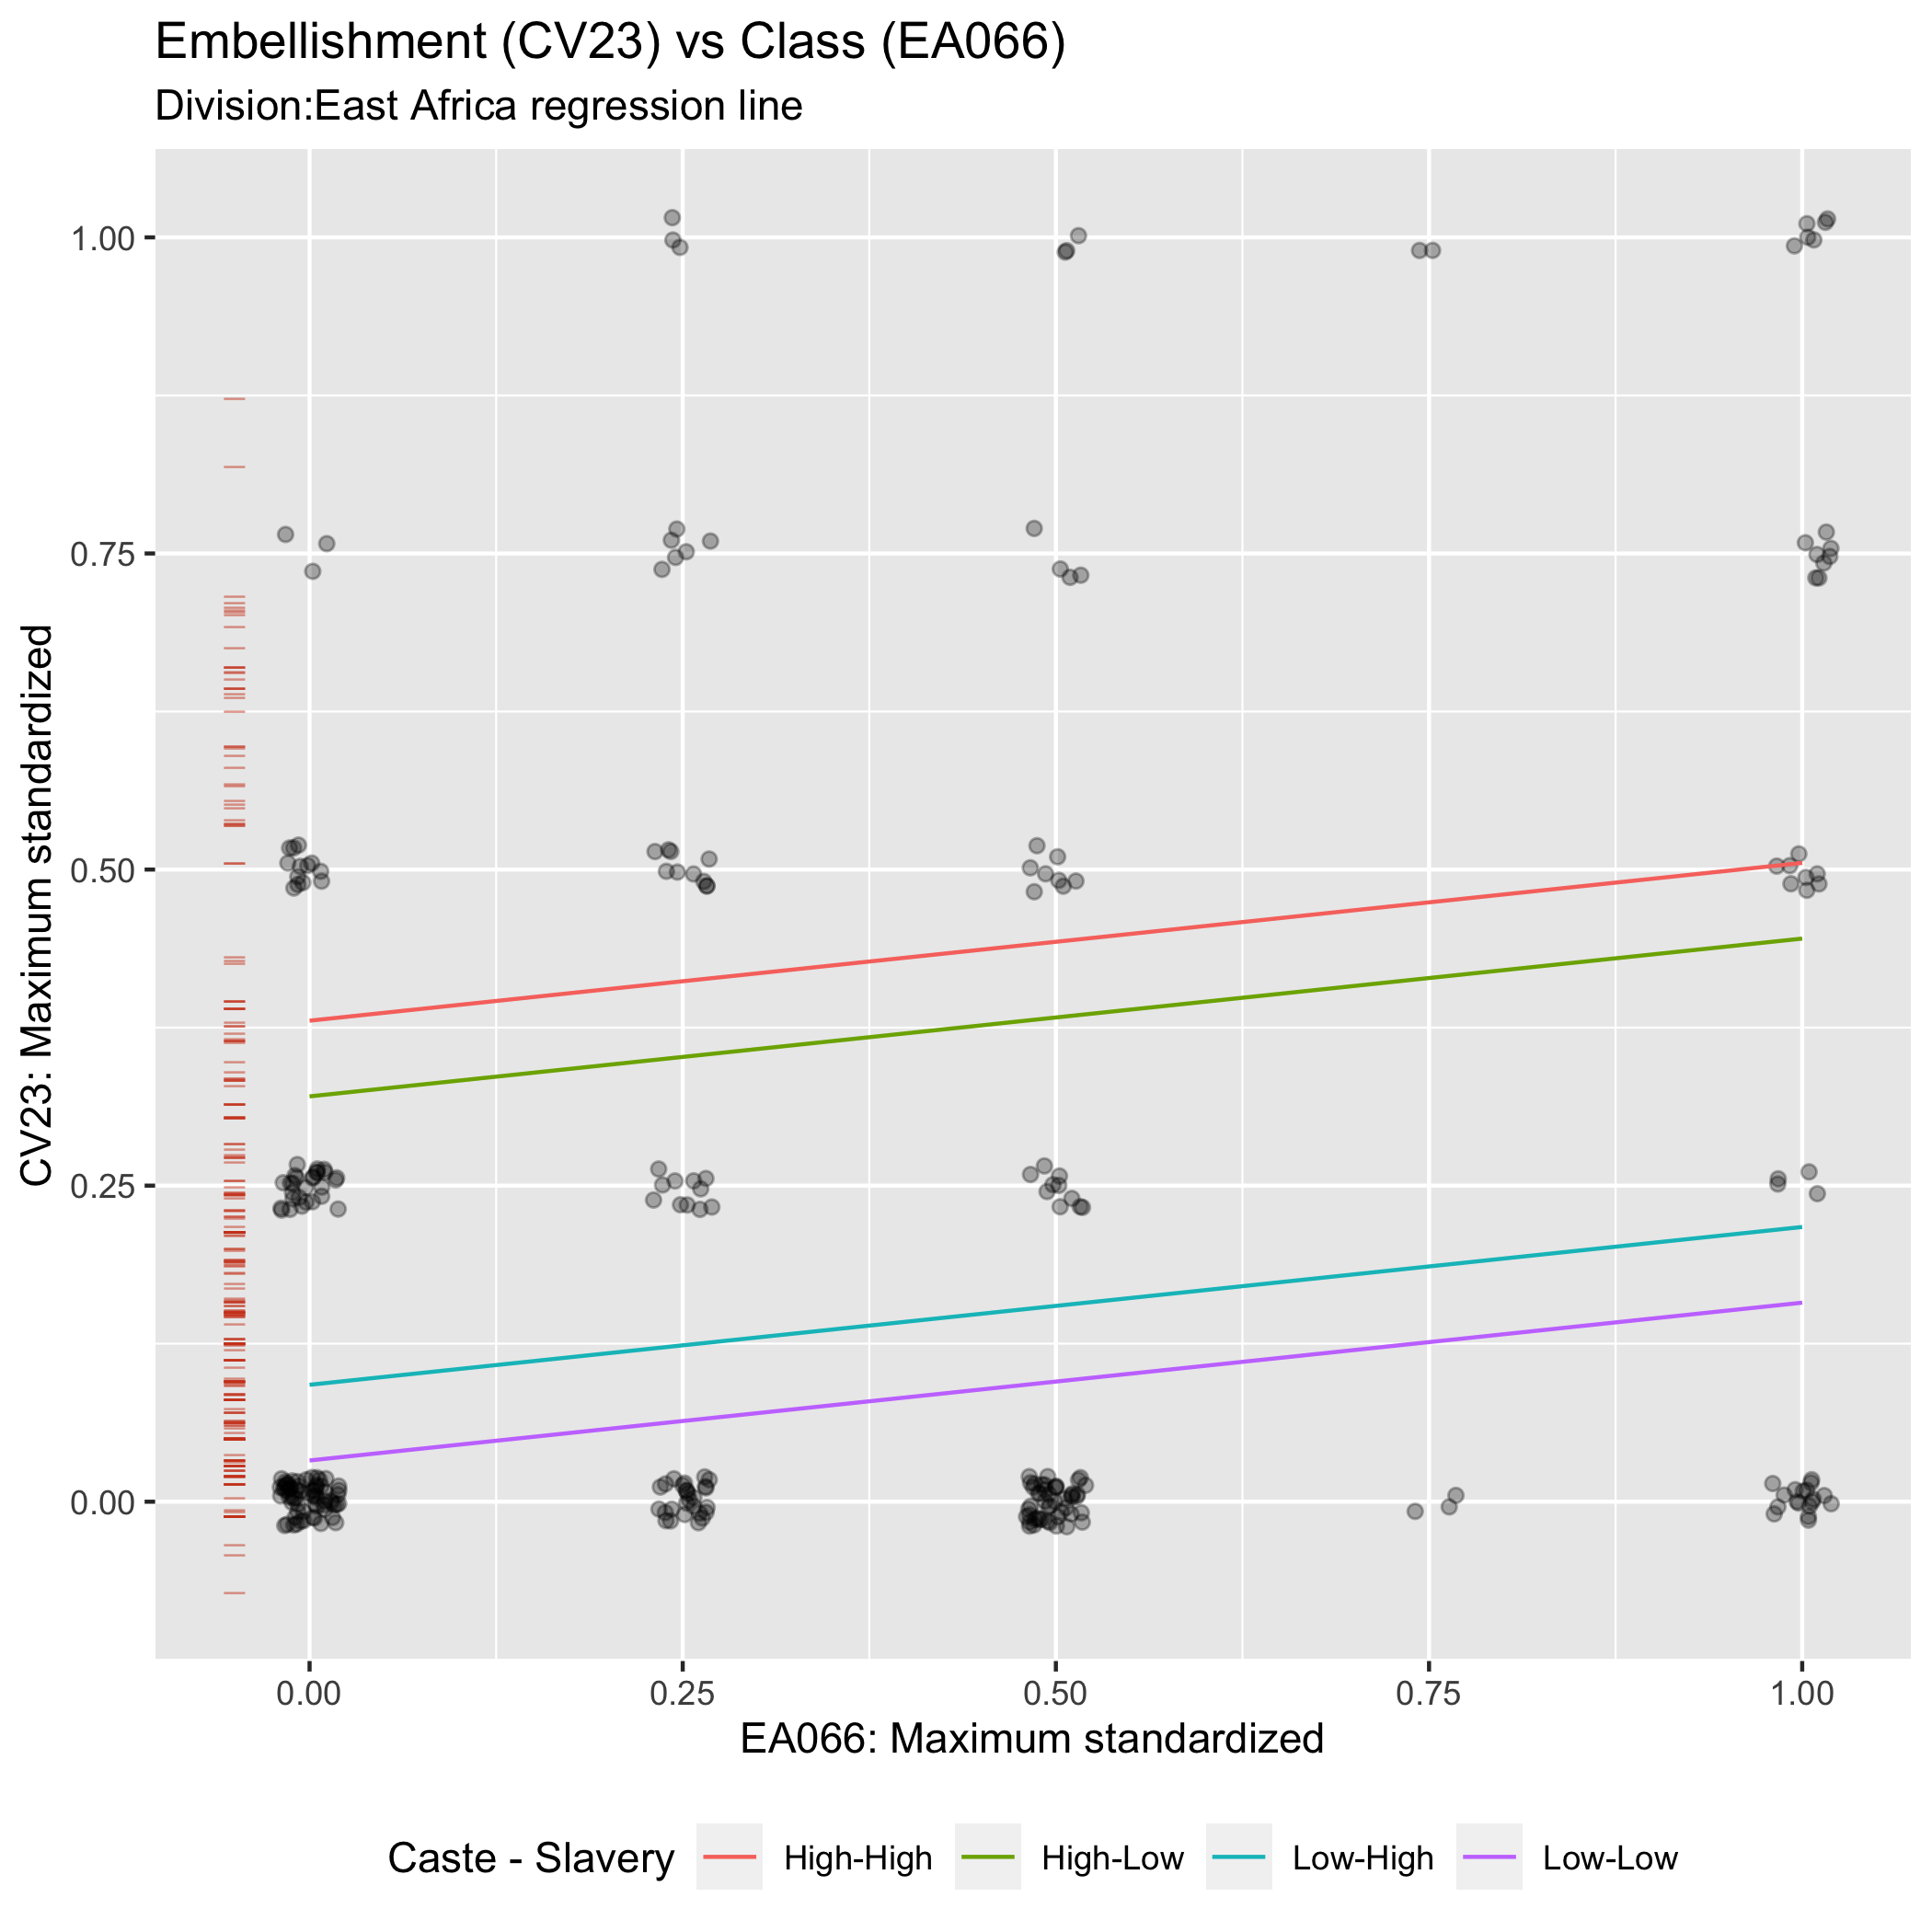 Embellishment (CV23) vs Class (EA066)
Division:East Africa regression line
CV23: Maximum standardized
1.00
0.75
0.50
0.25
0.00
0.00 0.25 0.50 0.75 1.00
EA066: Maximum standardized
Caste - Slavery High-High High-Low Low-High Low-Low